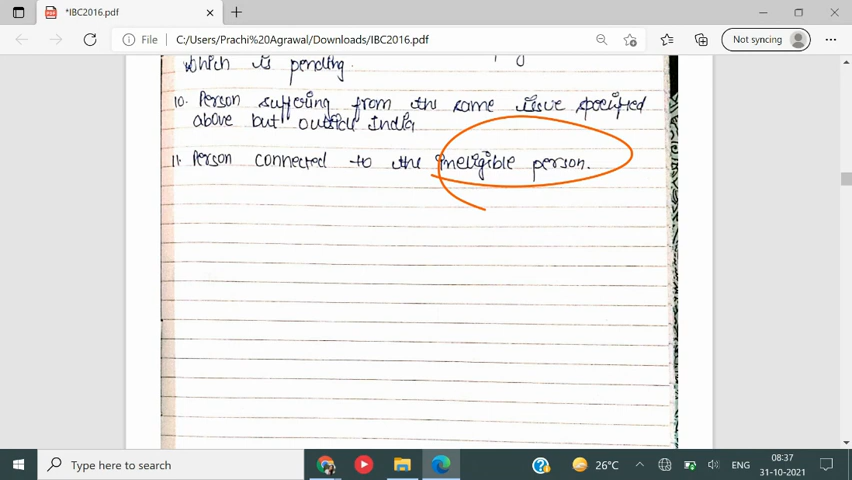 *IBC2016.pdf
File
C:/Users/Prachi%20Agrawal/Downloads/IBC2016.pdf
Not syncing
which is pending.
10. Person suffering from the same issue specified
above but outside India
11. Person connected to the ineligible person.
Type here to search
26°C
ENG
08:37
31-10-2021